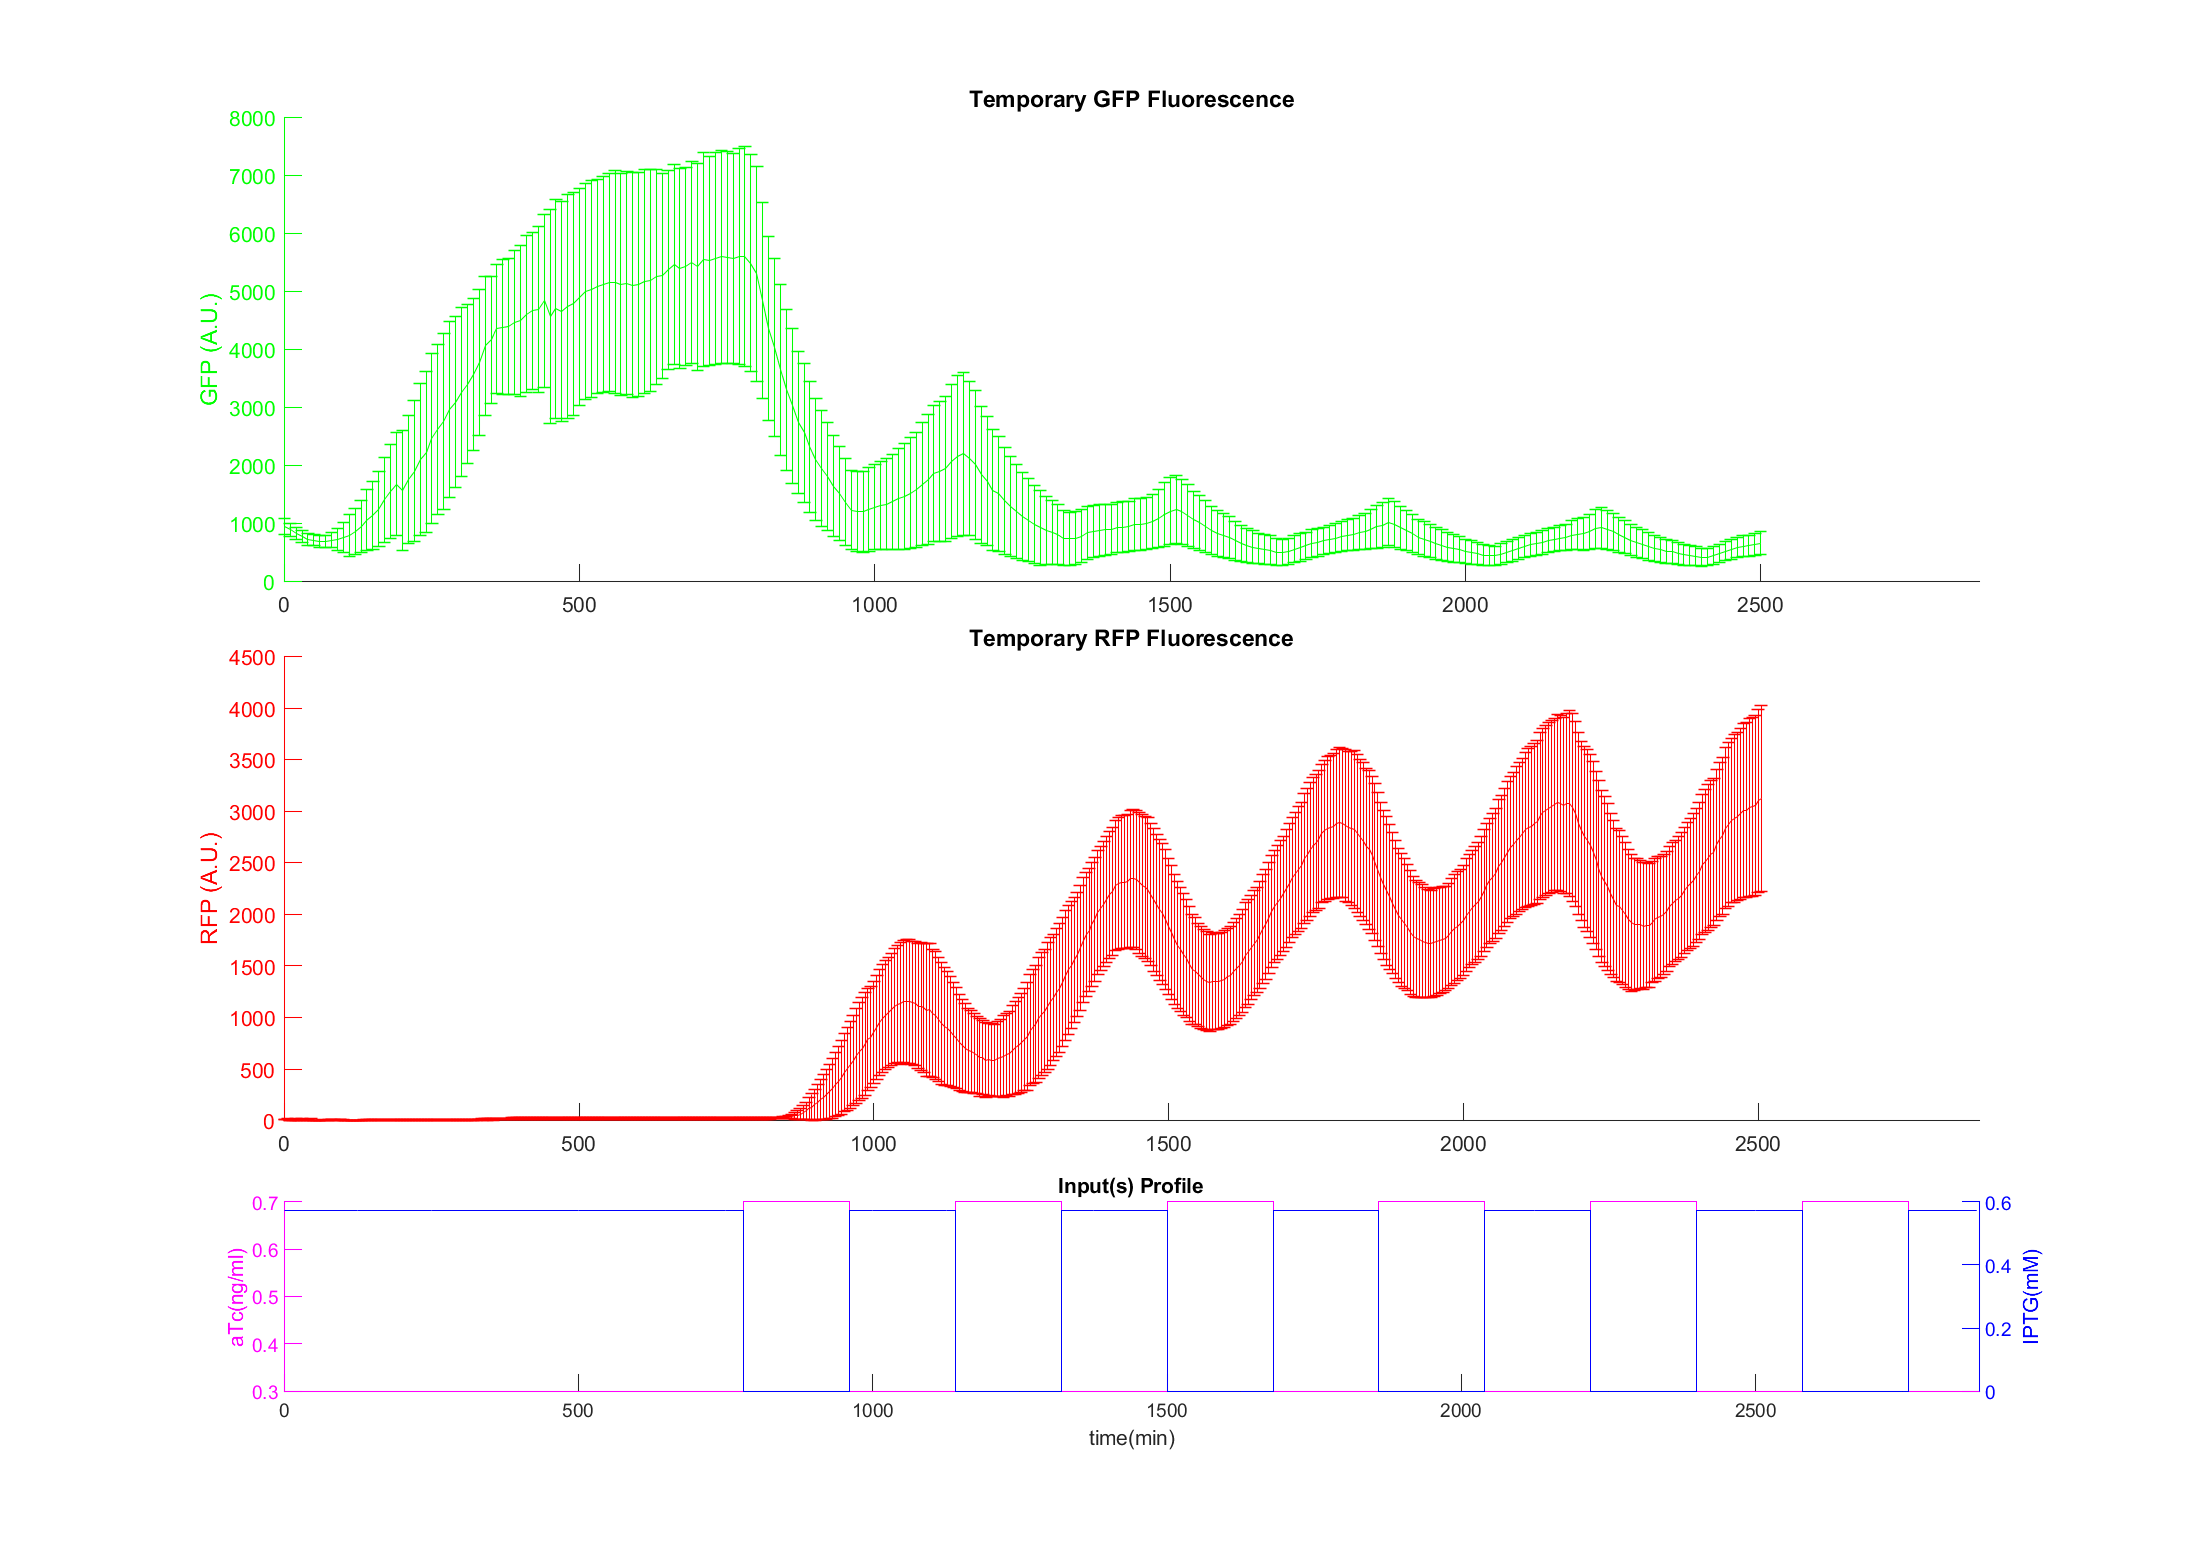 Temporary GFP Fluorescence
8000
7000
6000
5000
4000
3000
2000
1000
0
GFP (A.U.)
0 500 1000 1500 2000 2500
Temporary RFP Fluorescence
4500
4000
3500
3000
2500
2000
1500
1000
500
0
RFP (A.U.)
0 500 1000 1500 2000 2500
Input(s) Profile
0.7
0.6
0.5
0.4
0.3
aTc(ng/ml)
0.6
0.4
0.2
0
IPTG(mM)
0 500 1000 1500 2000 2500
time(min)